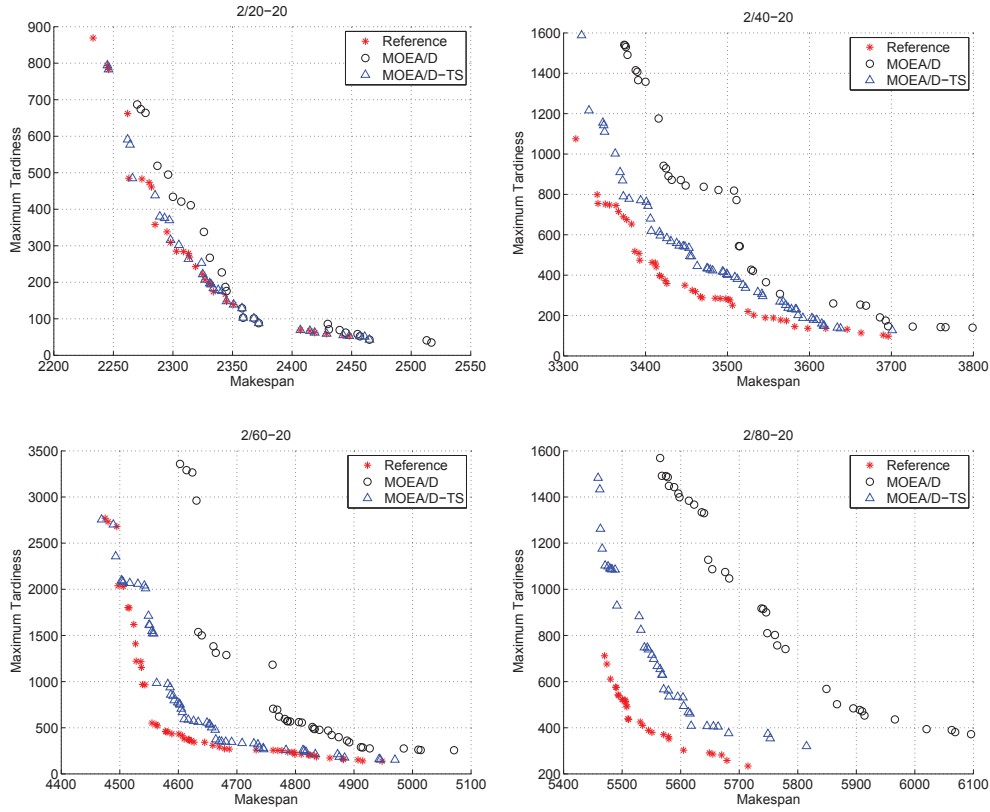 2/20−20
Maximum Tardiness
900
800
700
600
500
400
300
200
100
0
2200 2250 2300 2350 2400 2450 2500 2550
Makespan
Reference
MOEA/D
MOEA/D−TS
2/40−20
Maximum Tardiness
1600
1400
1200
1000
800
600
400
200
0
3300 3400 3500 3600 3700 3800
Makespan
Reference
MOEA/D
MOEA/D−TS
2/60−20
Maximum Tardiness
3500
3000
2500
2000
1500
1000
500
0
4400 4500 4600 4700 4800 4900 5000 5100
Makespan
Reference
MOEA/D
MOEA/D−TS
2/80−20
Maximum Tardiness
1600
1400
1200
1000
800
600
400
200
5500 5600 5700 5800 5900 6000 6100
Makespan
Reference
MOEA/D
MOEA/D−TS